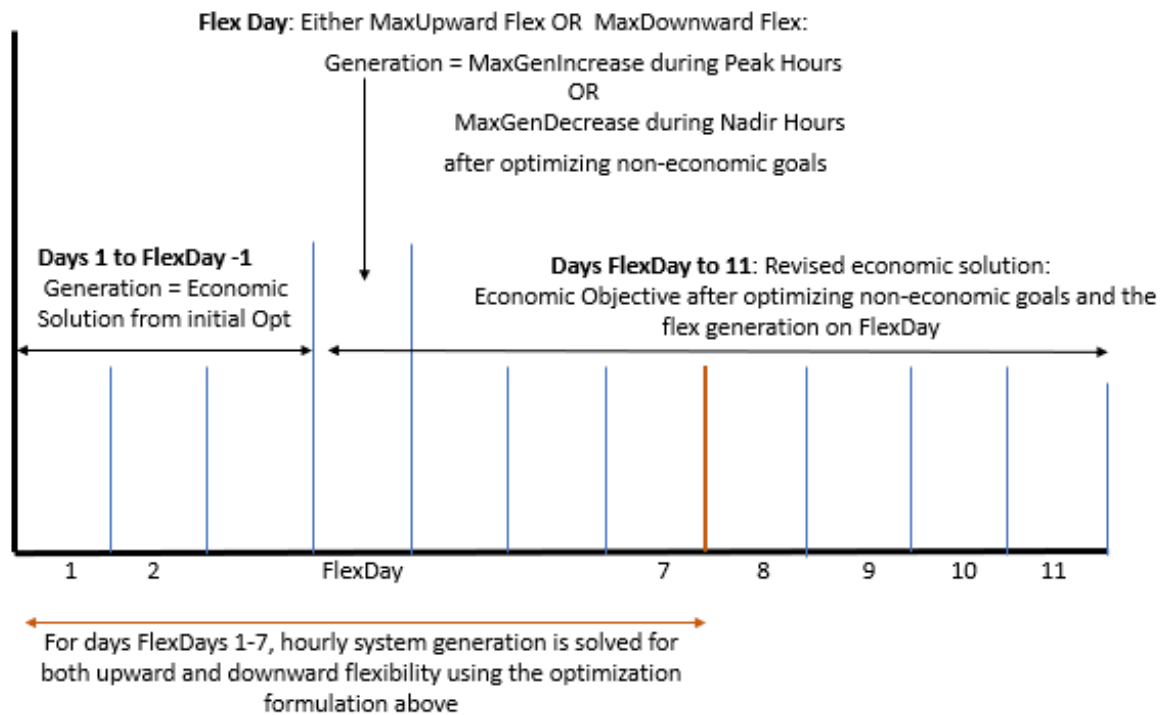 Flex Day: Either MaxUpward Flex OR MaxDownward Flex:
Generation = MaxGenIncrease during Peak Hours
OR
MaxGenDecrease during Nadir Hours
after optimizing non-economic goals
Days 1 to FlexDay -1
Generation = Economic
Solution from initial Opt
Days FlexDay to 11: Revised economic solution:
Economic Objective after optimizing non-economic goals and the
flex generation on FlexDay
1 2 FlexDay 7 8 9 10 11
For days FlexDays 1-7, hourly system generation is solved for
both upward and downward flexibility using the optimization
formulation above